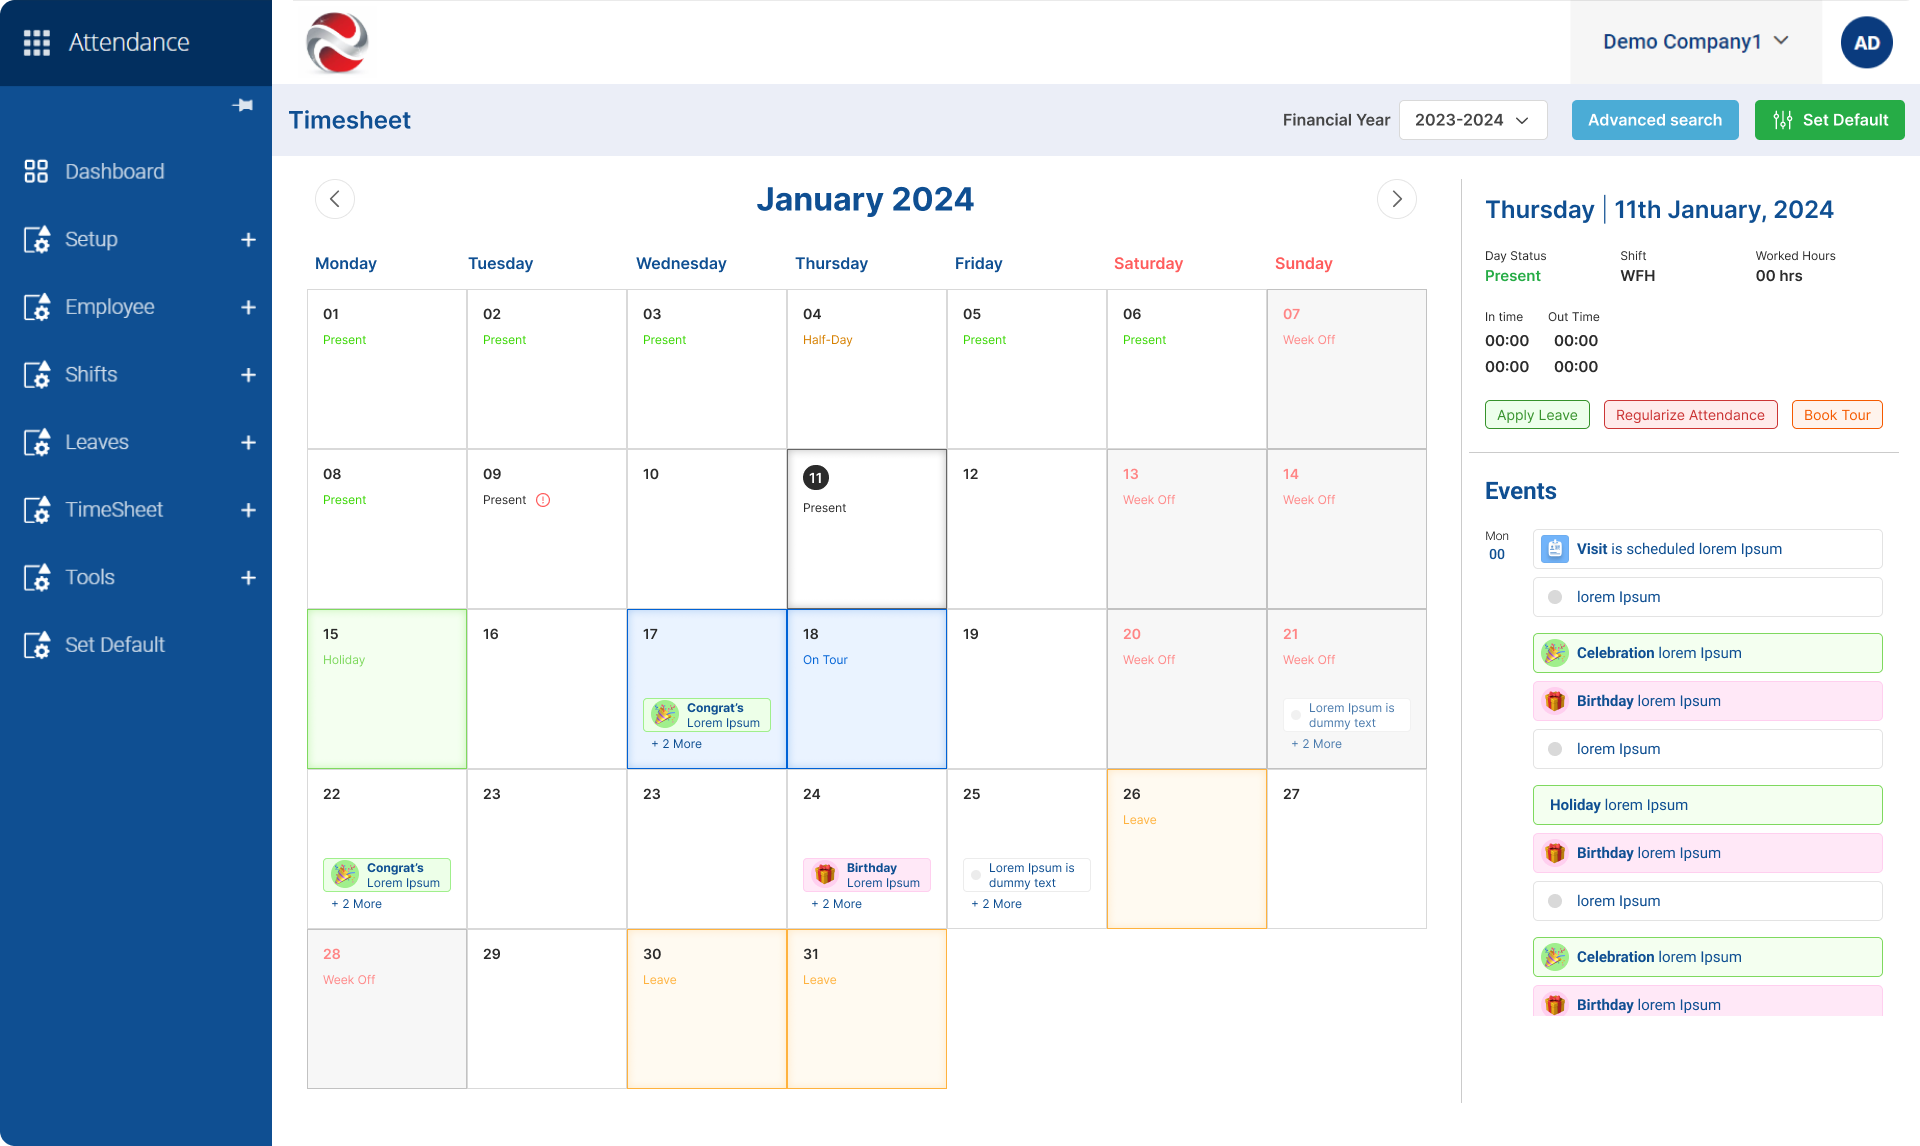 Attendance
Demo Company1
AD
Timesheet
Financial Year
2023-2024
Advanced search
Set Default
Dashboard
Setup
Employee
Shifts
Leaves
TimeSheet
Tools
Set Default
January 2024
Monday Tuesday Wednesday Thursday Friday Saturday Sunday
01 02 03 04 05 06 07
Present Present Present Half-Day Present Present Week Off
08 09 10 11 12 13 14
Present Present Present Week Off Week Off
15 16 17 18 19 20 21
Holiday On Tour Week Off Week Off
Congrat's
Lorem Ipsum
+ 2 More
Lorem Ipsum is
dummy text
+ 2 More
22 23 23 24 25 26 27
Leave
Congrat's
Lorem Ipsum
+ 2 More
Birthday
Lorem Ipsum
+ 2 More
Lorem Ipsum is
dummy text
+ 2 More
28 29 30 31
Week Off Leave Leave
Thursday | 11th January, 2024
Day Status Shift Worked Hours
Present WFH 00 hrs
In time Out Time
00:00 00:00
00:00 00:00
Apply Leave Regularize Attendance Book Tour
Events
Mon
00
Visit is scheduled lorem Ipsum
lorem Ipsum
Celebration lorem Ipsum
Birthday lorem Ipsum
lorem Ipsum
Holiday lorem Ipsum
Birthday lorem Ipsum
lorem Ipsum
Celebration lorem Ipsum
Birthday lorem Ipsum